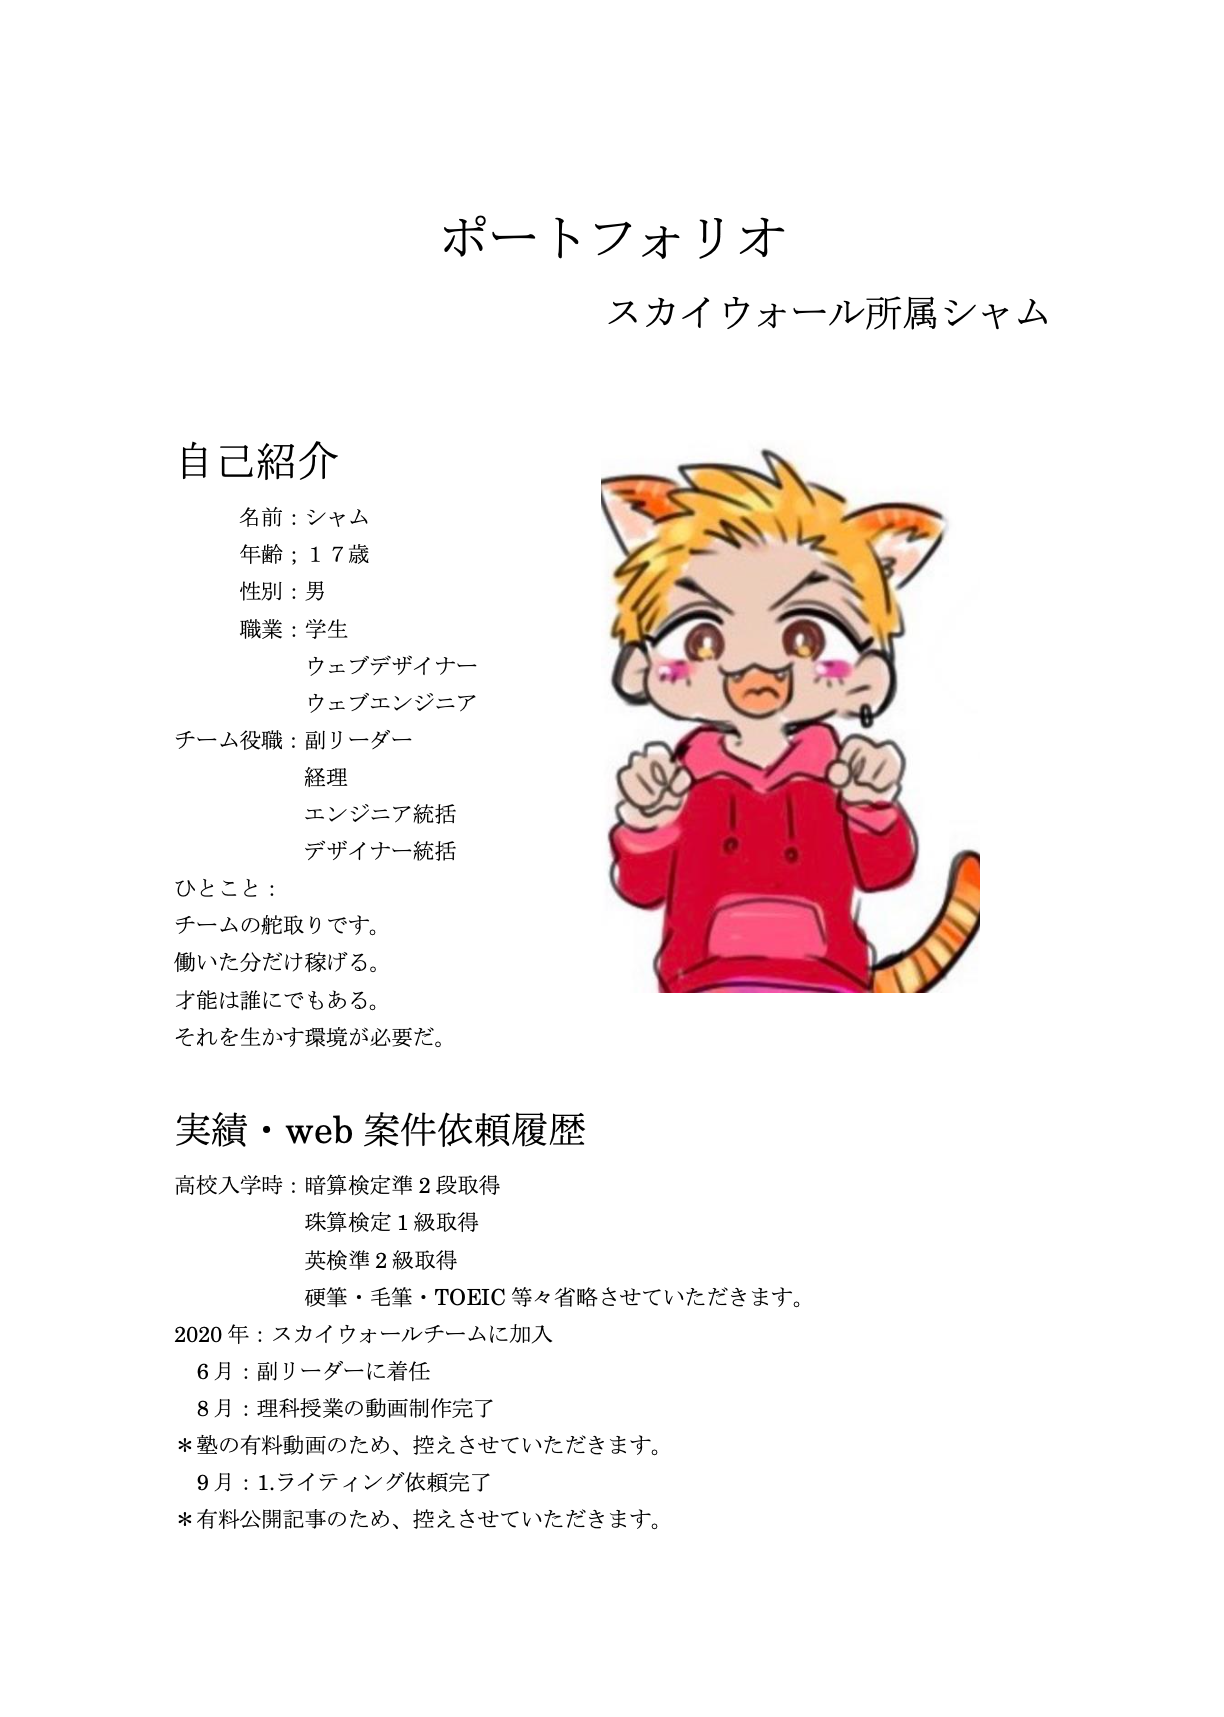 ポートフォリオ
スカイウォール所属シャム
自己紹介
名前：シャム
年齢；１７歳
性別：男
職業：学生
ウェブデザイナー
ウェブエンジニア
チーム役職：副リーダー
経理
エンジニア統括
デザイナー統括
ひとこと：
チームの舵取りです。
働いた分だけ稼げる。
才能は誰にでもある。
それを生かす環境が必要だ。
実績・web 案件依頼履歴
高校入学時：暗算検定準 2 段取得
珠算検定 1 級取得
英検準 2 級取得
硬筆・毛筆・TOEIC 等々省略させていただきます。
2020 年：スカイウォールチームに加入
6 月：副リーダーに着任
8 月：理科授業の動画制作完了
＊塾の有料動画のため、控えさせていただきます。
9 月：1.ライティング依頼完了
＊有料公開記事のため、控えさせていただきます。